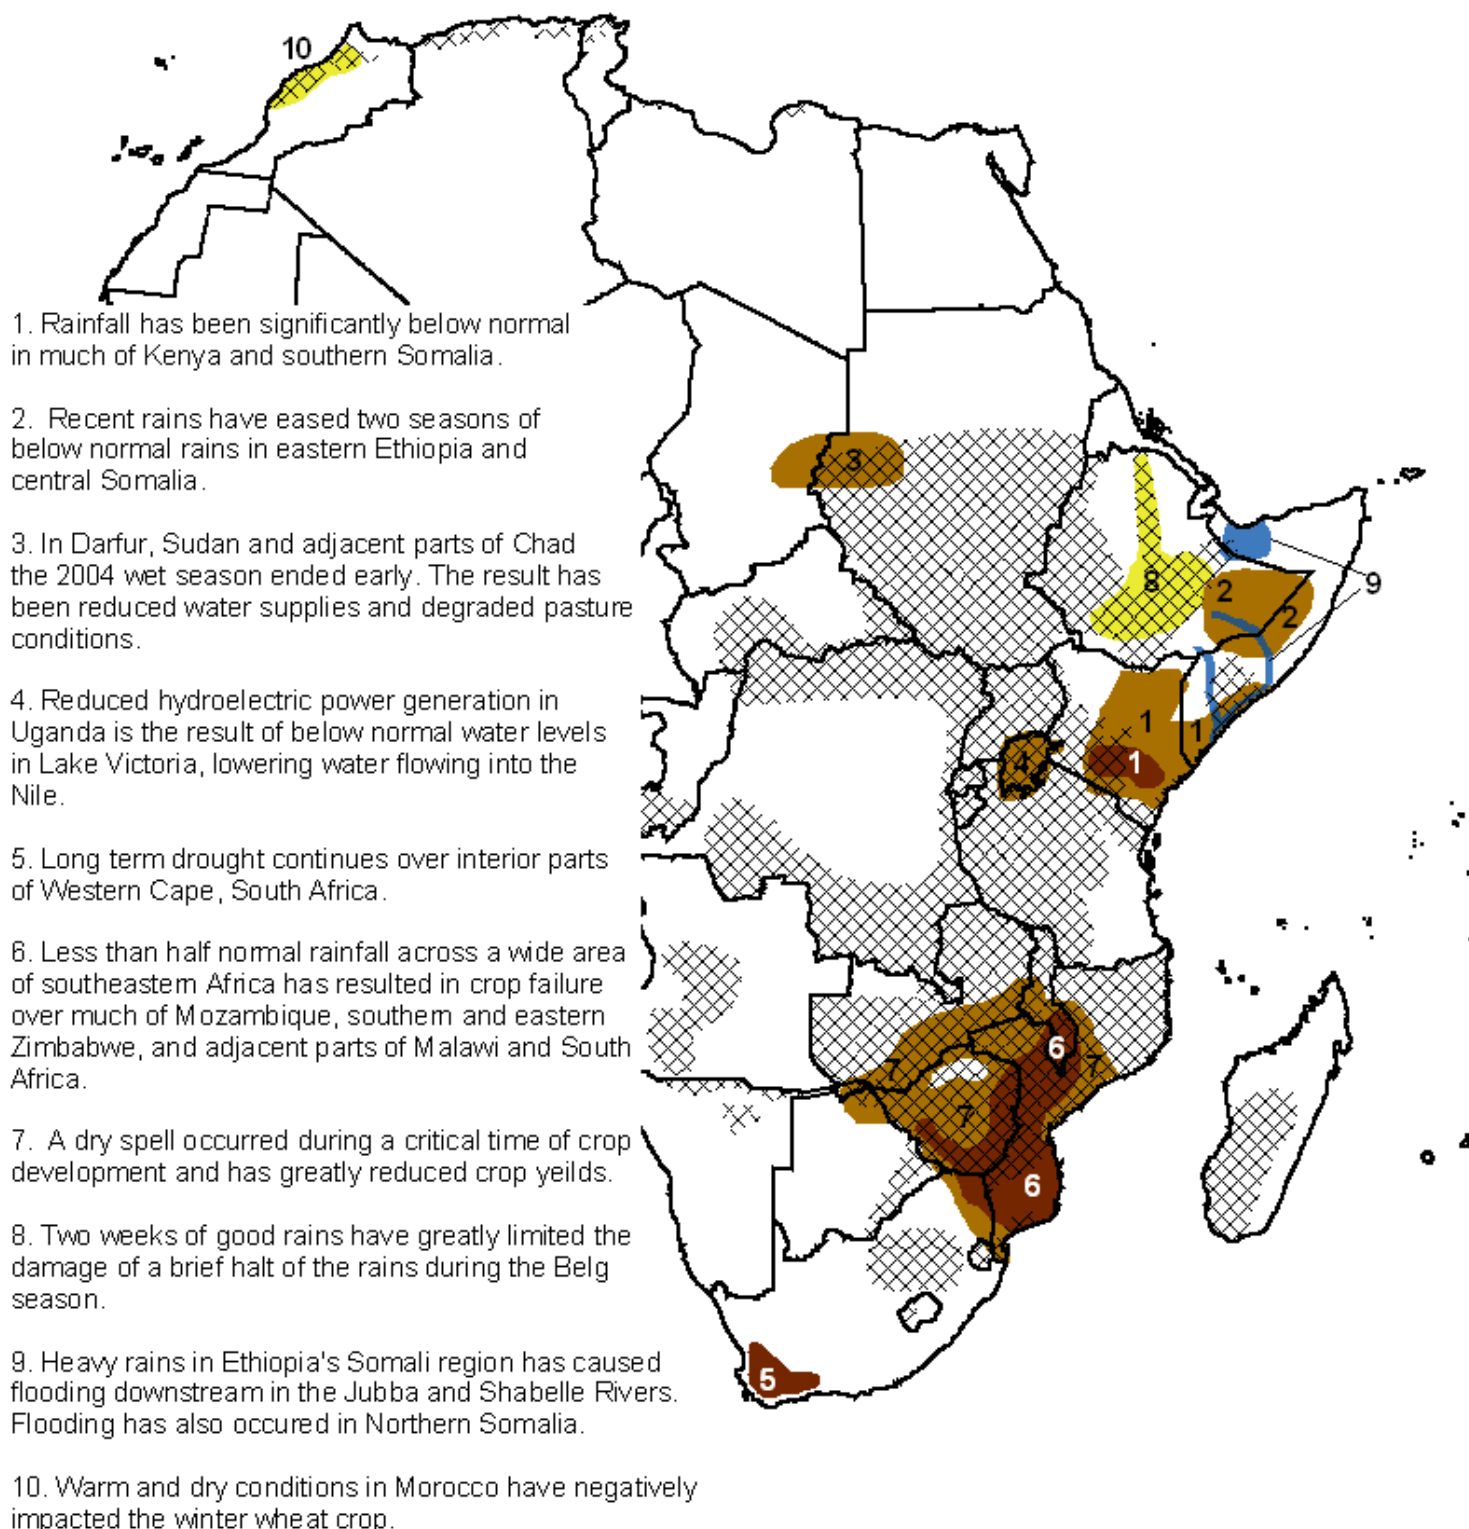 10
1. Rainfall has been significantly below normal
in much of Kenya and southern Somalia.
2. Recent rains have eased two seasons of
below normal rains in eastern Ethiopia and
central Somalia.
3. In Darfur, Sudan and adjacent parts of Chad
the 2004 wet season ended early. The result has
been reduced water supplies and degraded pasture
conditions.
4. Reduced hydroelectric power generation in
Uganda is the result of below normal water levels
in Lake Victoria, lowering water flowing into the
Nile.
5. Long term drought continues over interior parts
of Western Cape, South Africa.
6. Less than half normal rainfall across a wide area
of southeastern Africa has resulted in crop failure
over much of Mozambique, southern and eastern
Zimbabwe, and adjacent parts of Malawi and South
Africa.
7. A dry spell occurred during a critical time of crop
development and has greatly reduced crop yeilds.
8. Two weeks of good rains have greatly limited the
damage of a brief halt of the rains during the Belg
season.
9. Heavy rains in Ethiopia's Somali region has caused
flooding downstream in the Jubba and Shabelle Rivers.
Flooding has also occured in Northern Somalia.
10. Warm and dry conditions in Morocco have negatively
impacted the winter wheat crop.
3
8
2
9
2
1
1
4
1
6
7
7
7
6
5